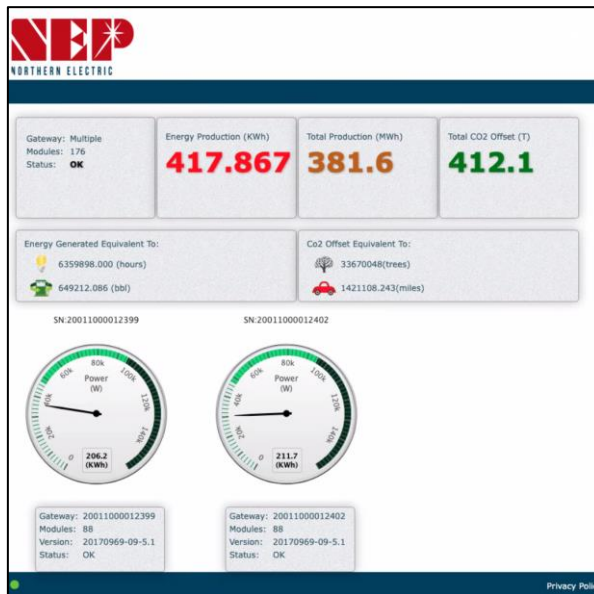 NEP
NORTHERN ELECTRIC
Gateway: Multiple
Modules: 176
Status: OK
Energy Production (KWh)
417.867
Total Production (MWh)
381.6
Total CO2 Offset (T)
412.1
Energy Generated Equivalent To:
6359898.000 (hours)
649212.086 (bbl)
Co2 Offset Equivalent To:
33670048(trees)
1421108.243(miles)
SN:20011000012399
0
20k
40k
60k
80k
100k
120k
140k
Power
(W)
206.2
(KWh)
SN:20011000012402
0
20k
40k
60k
80k
100k
120k
140k
Power
(W)
211.7
(KWh)
Gateway: 20011000012399
Modules: 88
Version: 20170969-09-5.1
Status: OK
Gateway: 20011000012402
Modules: 88
Version: 20170969-09-5.1
Status: OK
Privacy Poli